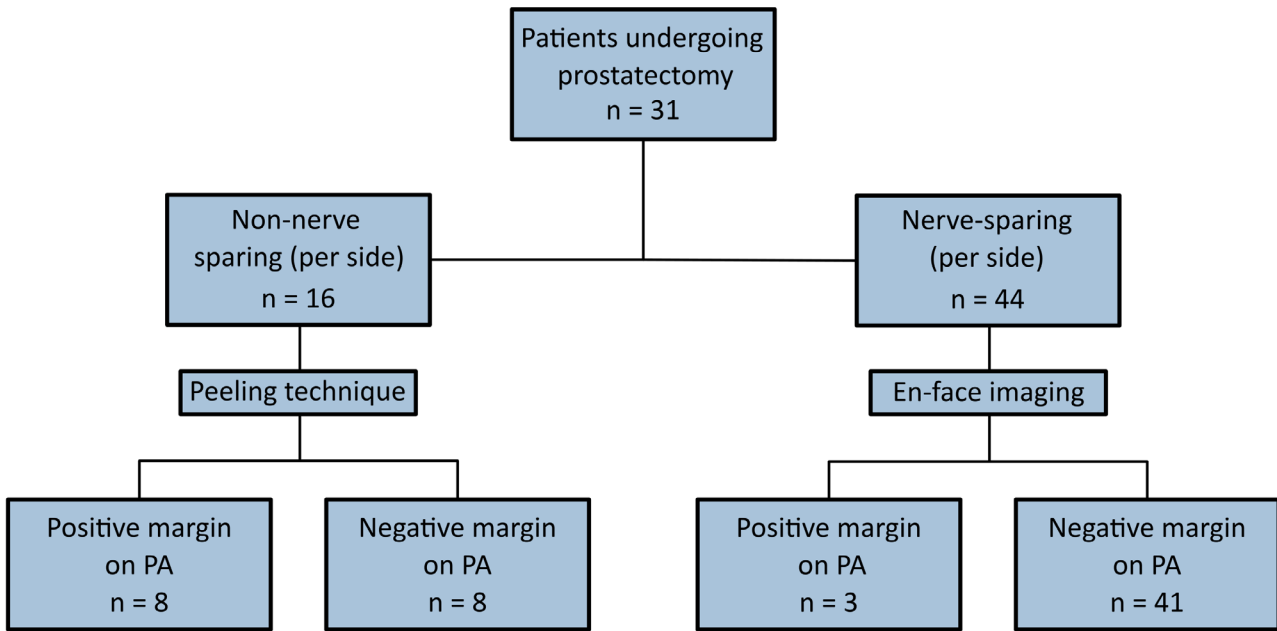 Patients undergoing
prostatectomy
n = 31
Non-nerve
sparing (per side)
n = 16
Nerve-sparing
(per side)
n = 44
Peeling technique
En-face imaging
Positive margin
on PA
n = 8
Negative margin
on PA
n = 8
Positive margin
on PA
n = 3
Negative margin
on PA
n = 41